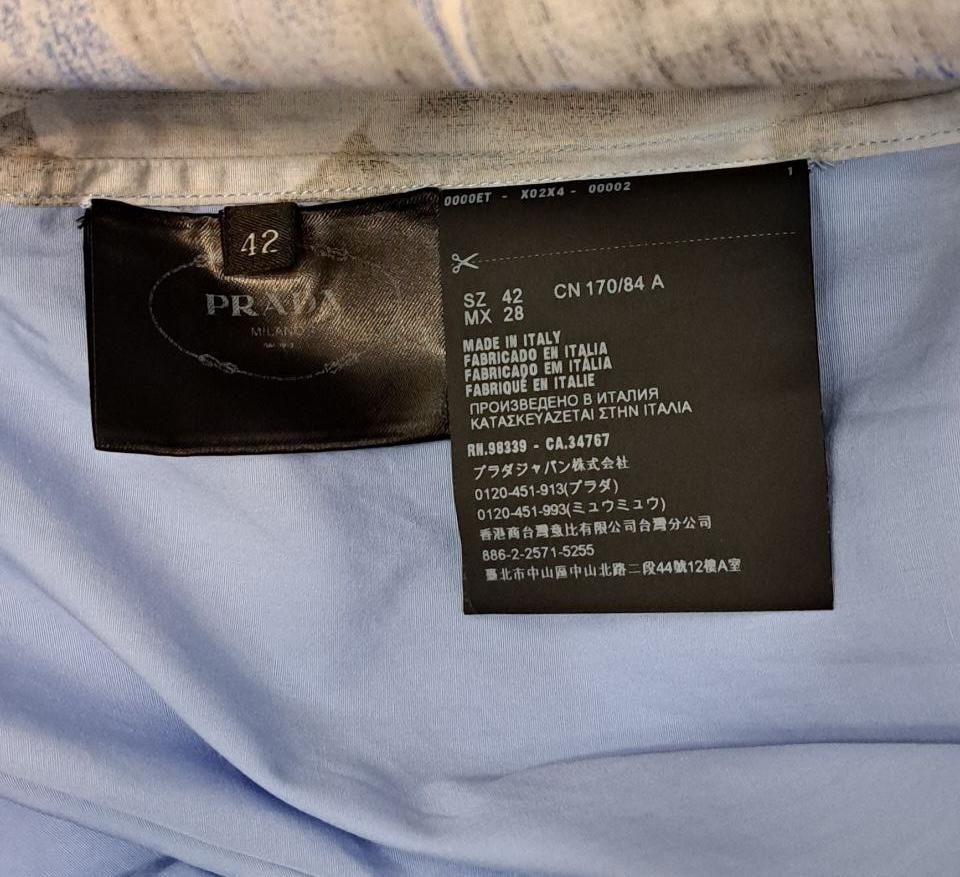 42
PRADA
MILANO
0000ET - X02X4 - 00002
1
SZ 42 CN 170/84 A
MX 28
MADE IN ITALY
FABRICADO EN ITALIA
FABRICADO EM ITÀLIA
FABRIQUÉ EN ITALIE
ПРОИЗВЕДЕНО В ИТАЛИЯ
ΚΑΤΑΣΚΕΥΑΖΕΤΑΙ ΣΤΗΝ ΙΤΑΛΙΑ
RN.98339 - CA.34767
プラダジャパン株式会社
0120-451-913(プラダ)
0120-451-993(ミュウミュウ)
香港商台灣意比有限公司台灣分公司
886-2-2571-5255
臺北市中山區中山北路二段44號12樓A室